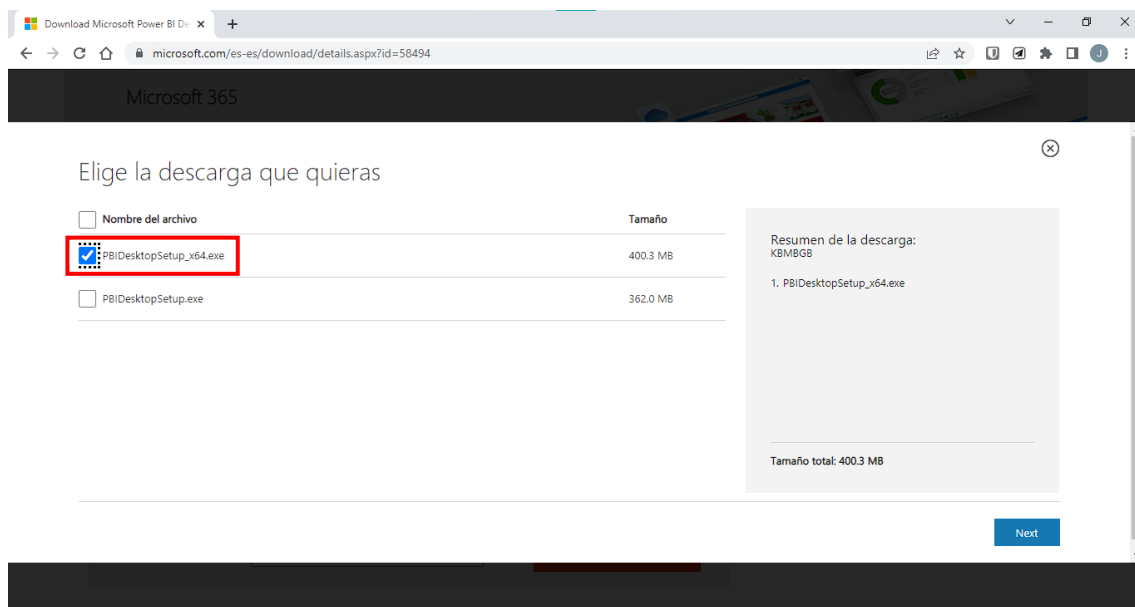 Download Microsoft Power BI De
microsoft.com/es-es/download/details.aspx?id=58494
J
Microsoft 365
Elige la descarga que quieras
Nombre del archivo Tamaño
PBIDesktopSetup_x64.exe 400.3 MB
PBIDesktopSetup.exe 362.0 MB
Resumen de la descarga:
KBMBGB
1. PBIDesktopSetup_x64.exe
Tamaño total: 400.3 MB
Next